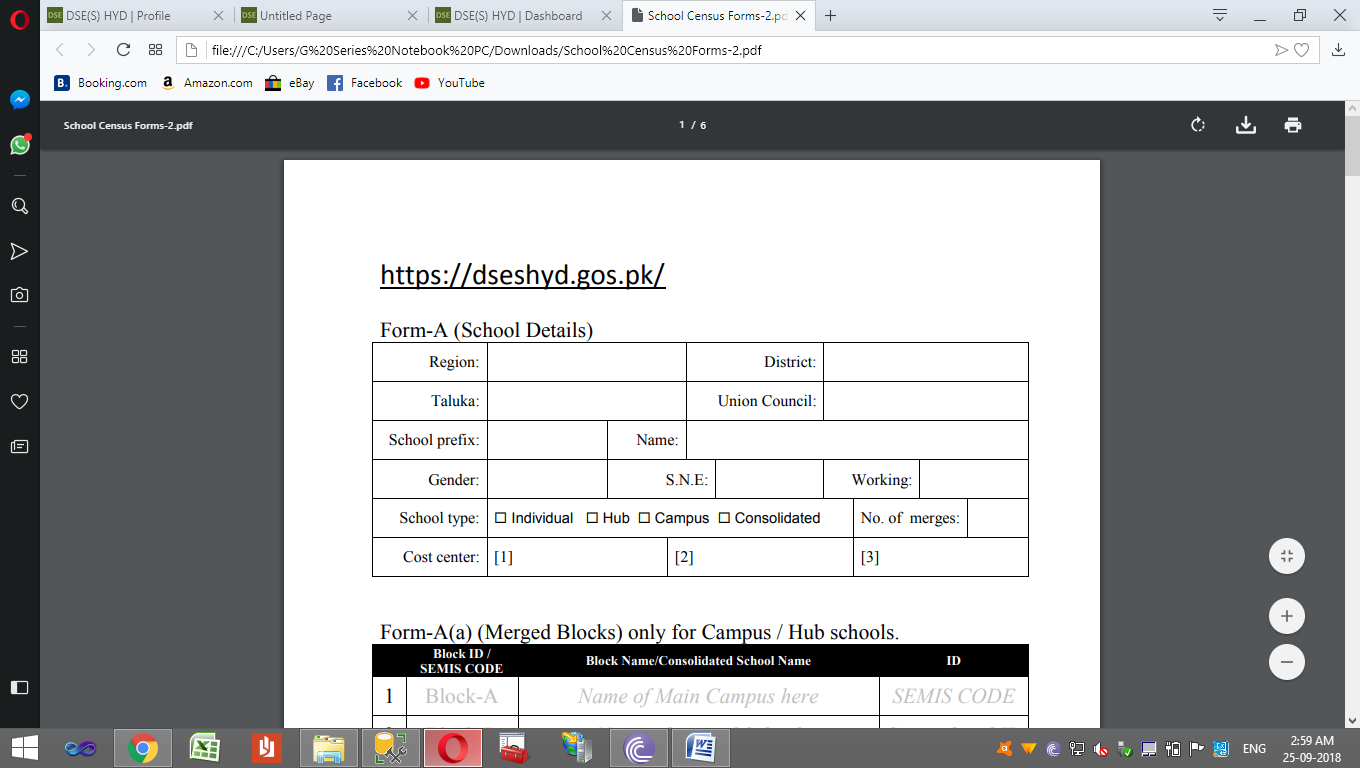 DSE(S) HYD | Profile
Untitled Page
DSE(S) HYD | Dashboard
School Census Forms-2.pd
file:///C:/Users/G%20Series%20Notebook%20PC/Downloads/School%20Census%20Forms-2.pdf
Booking.com
Amazon.com
eBay
Facebook
YouTube
School Census Forms-2.pdf
1 / 6
https://dseshyd.gos.pk/
Form-A (School Details)
Region: District:
Taluka: Union Council:
School prefix: Name:
Gender: S.N.E: Working:
School type: ☐ Individual ☐ Hub ☐ Campus ☐ Consolidated No. of merges:
Cost center: [1] [2] [3]
Form-A(a) (Merged Blocks) only for Campus / Hub schools.
Block ID /
SEMIS CODE
Block Name/Consolidated School Name
ID
1 Block-A Name of Main Campus here SEMIS CODE
ENG
2:59 AM
25-09-2018